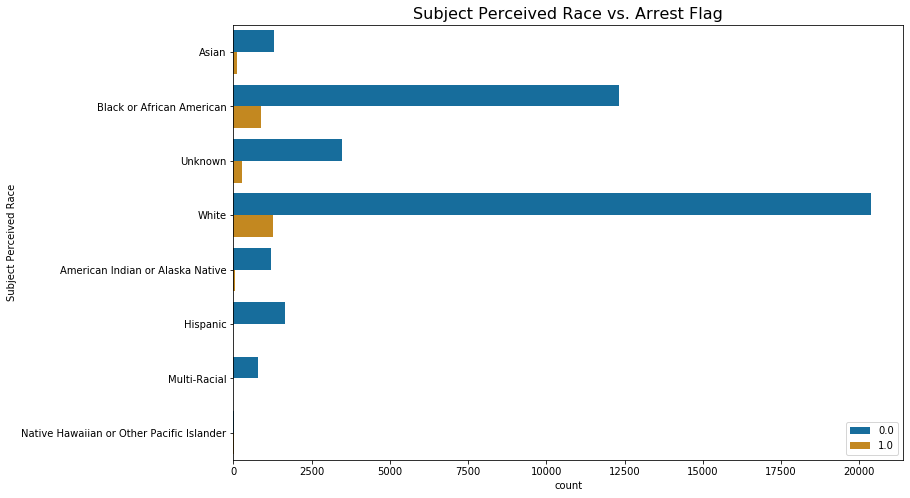 Subject Perceived Race vs. Arrest Flag
Subject Perceived Race
Asian
Black or African American
Unknown
White
American Indian or Alaska Native
Hispanic
Multi-Racial
Native Hawaiian or Other Pacific Islander
0 2500 5000 7500 10000 12500 15000 17500 20000
count
0.0
1.0